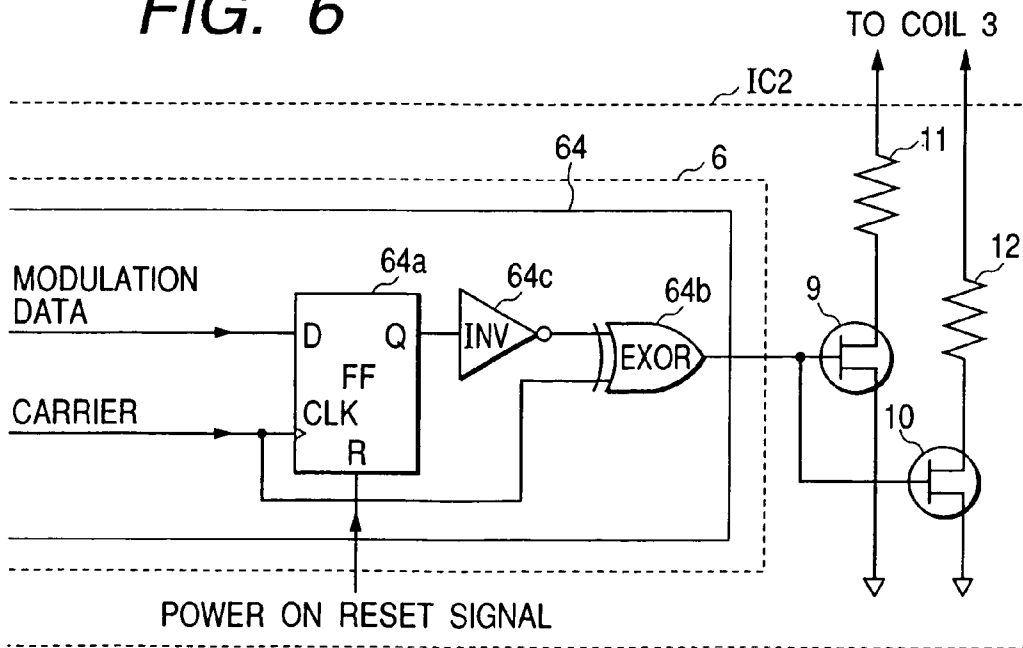 FIG. 6
TO COIL 3
IC2
11
64
6
12
MODULATION
DATA
64a
64c
64b
9
D
Q
INV
EXOR
FF
CARRIER
CLK
R
10
POWER ON RESET SIGNAL